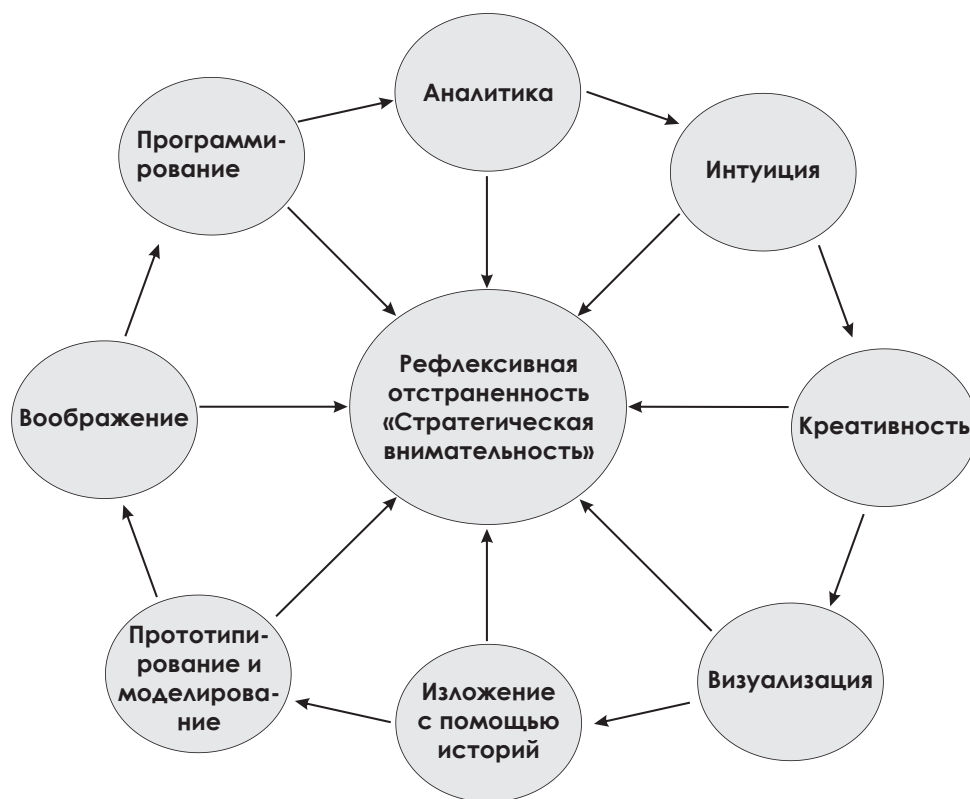 Аналитика
Программи-
рование
Интуиция
Рефлексивная
отстраненность
«Стратегическая
внимательность»
Воображение
Креативность
Прототипи-
рование и
моделирова-
ние
Изложение
с помощью
историй
Визуализация